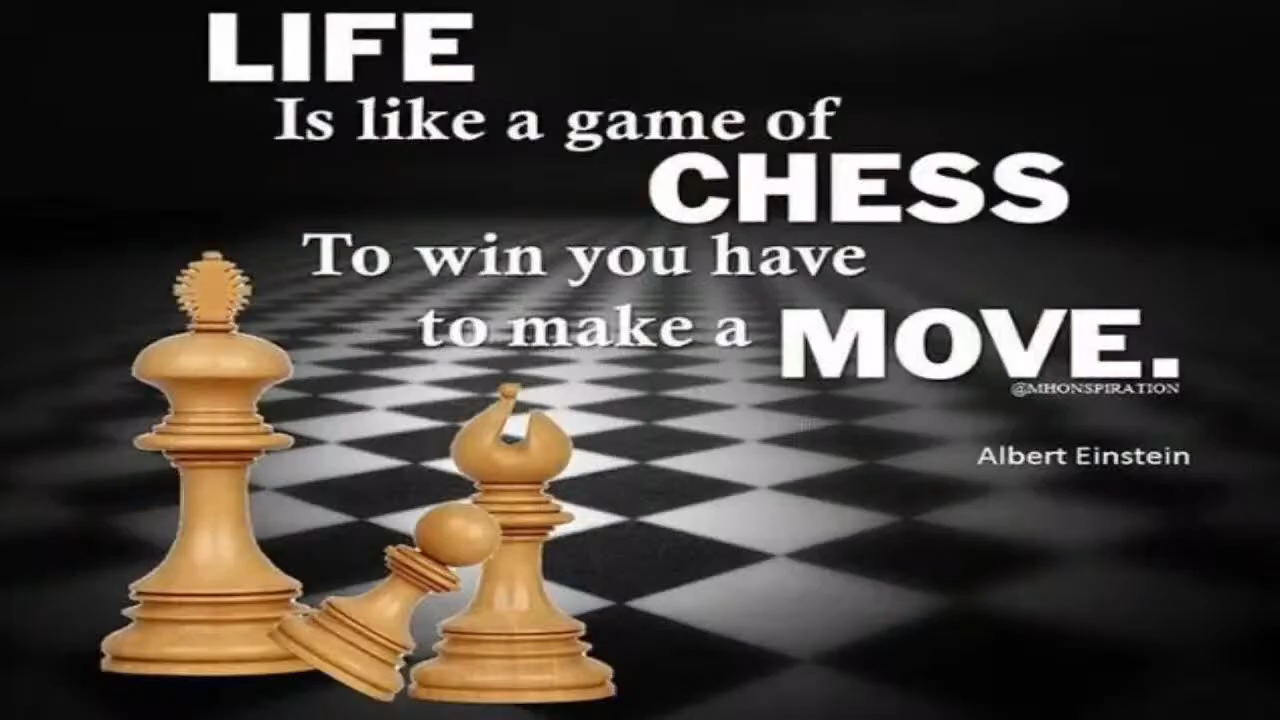 LIFE
Is like a game of
CHESS
To win you have
to make a MOVE.
@MHONSPIRATION
Albert Einstein